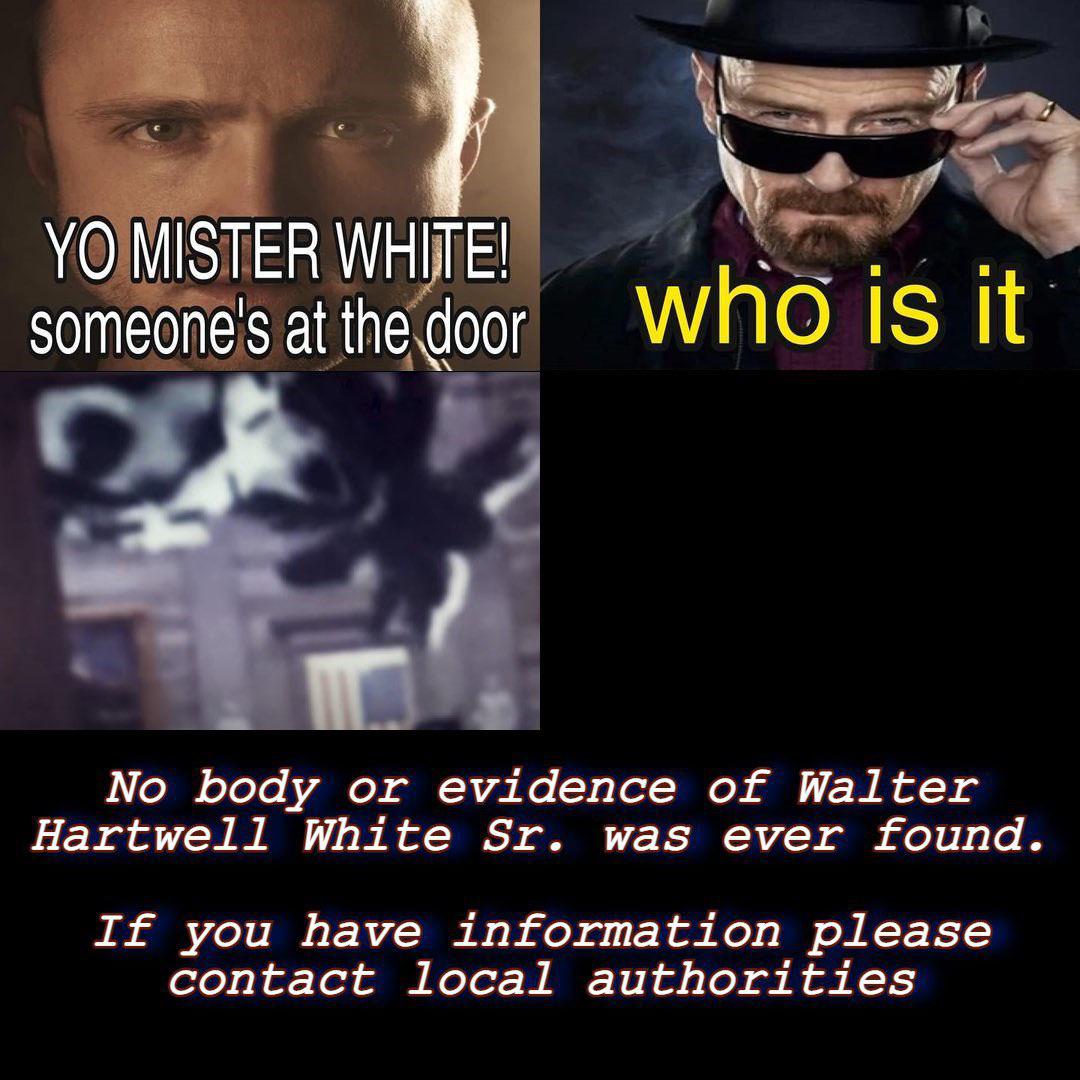 YO MISTER WHITE!
someone's at the door
who is it
No body or evidence of Walter
Hartwell White Sr. was ever found.
If you have information please
contact local authorities